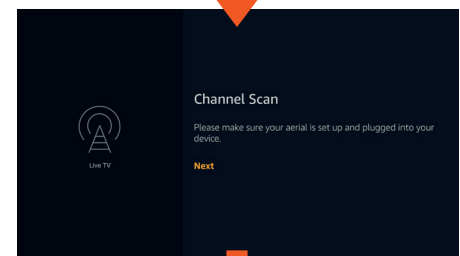 Channel Scan
Please make sure your aerial is set up and plugged into your
device.
Live TV
Next